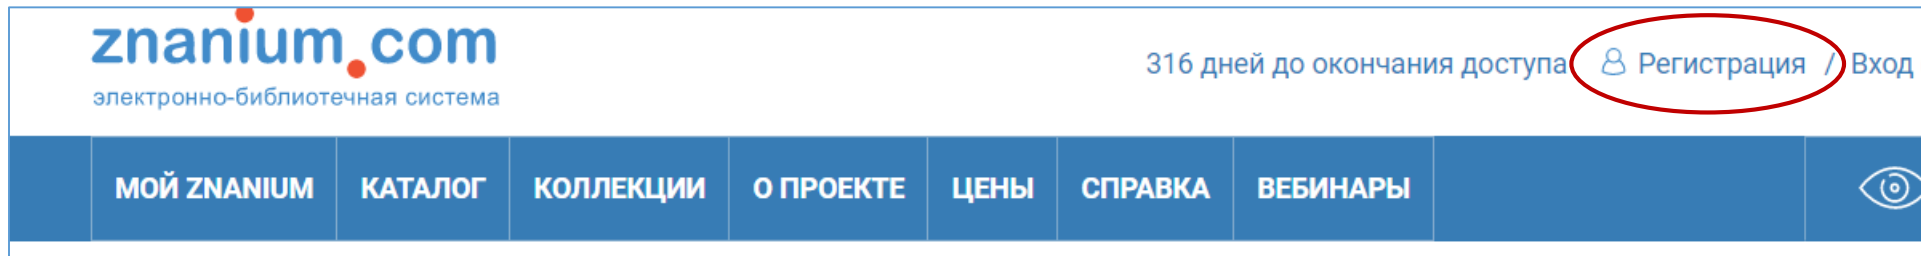 znanium.com
электронно-библиотечная система
316 дней до окончания доступа Регистрация / Вход
МОЙ ZNANIUM КАТАЛОГ КОЛЛЕКЦИИ О ПРОЕКТЕ ЦЕНЫ СПРАВКА ВЕБИНАРЫ